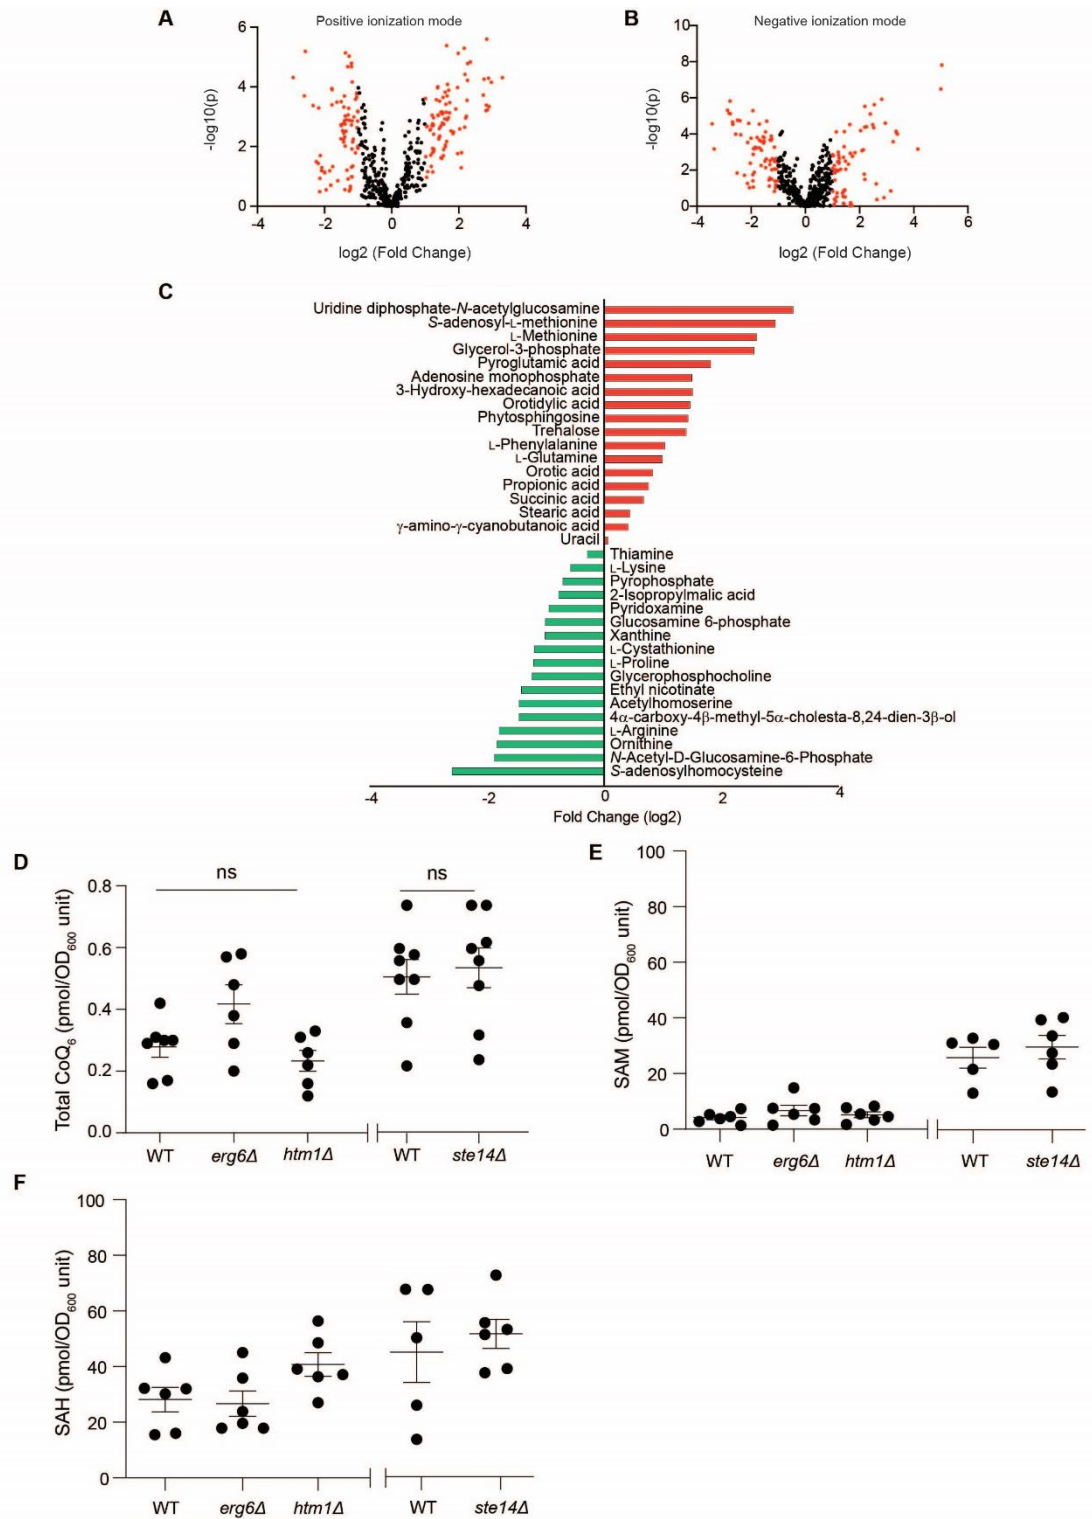 A
Positive ionization mode
6
4
2
0
-log10(p)
-4
-2
0
2
4
log2 (Fold Change)
B
Negative ionization mode
10
8
6
4
2
0
-log10(p)
-4
-2
0
2
4
6
log2 (Fold Change)
C
Uridine diphosphate-N-acetylglucosamine
S-adenosyl-L-methionine
L-Methionine
Glycerol-3-phosphate
Pyroglutamic acid
Adenosine monophosphate
3-Hydroxy-hexadecanoic acid
Orotidylic acid
Phytosphingosine
Trehalose
L-Phenylalanine
L-Glutamine
Orotic acid
Propionic acid
Succinic acid
Stearic acid
γ-amino-γ-cyanobutanoic acid
Uracil
Thiamine
L-Lysine
Pyrophosphate
2-Isopropylmalic acid
Pyridoxamine
Glucosamine 6-phosphate
Xanthine
L-Cystathionine
L-Proline
Glycerophosphocholine
Ethyl nicotinate
Acetylhomoserine
4α-carboxy-4β-methyl-5α-cholesta-8,24-dien-3β-ol
L-Arginine
Ornithine
N-Acetyl-D-Glucosamine-6-Phosphate
S-adenosylhomocysteine
-4
-2
0
2
4
Fold Change (log2)
D
ns
ns
0.8
0.6
0.4
0.2
0.0
Total CoQ6 (pmol/OD600 unit)
WT
erg6Δ
htm1Δ
WT
ste14Δ
E
100
80
60
40
20
0
SAM (pmol/OD600 unit)
WT
erg6Δ
htm1Δ
WT
ste14Δ
F
100
80
60
40
20
0
SAH (pmol/OD600 unit)
WT
erg6Δ
htm1Δ
WT
ste14Δ